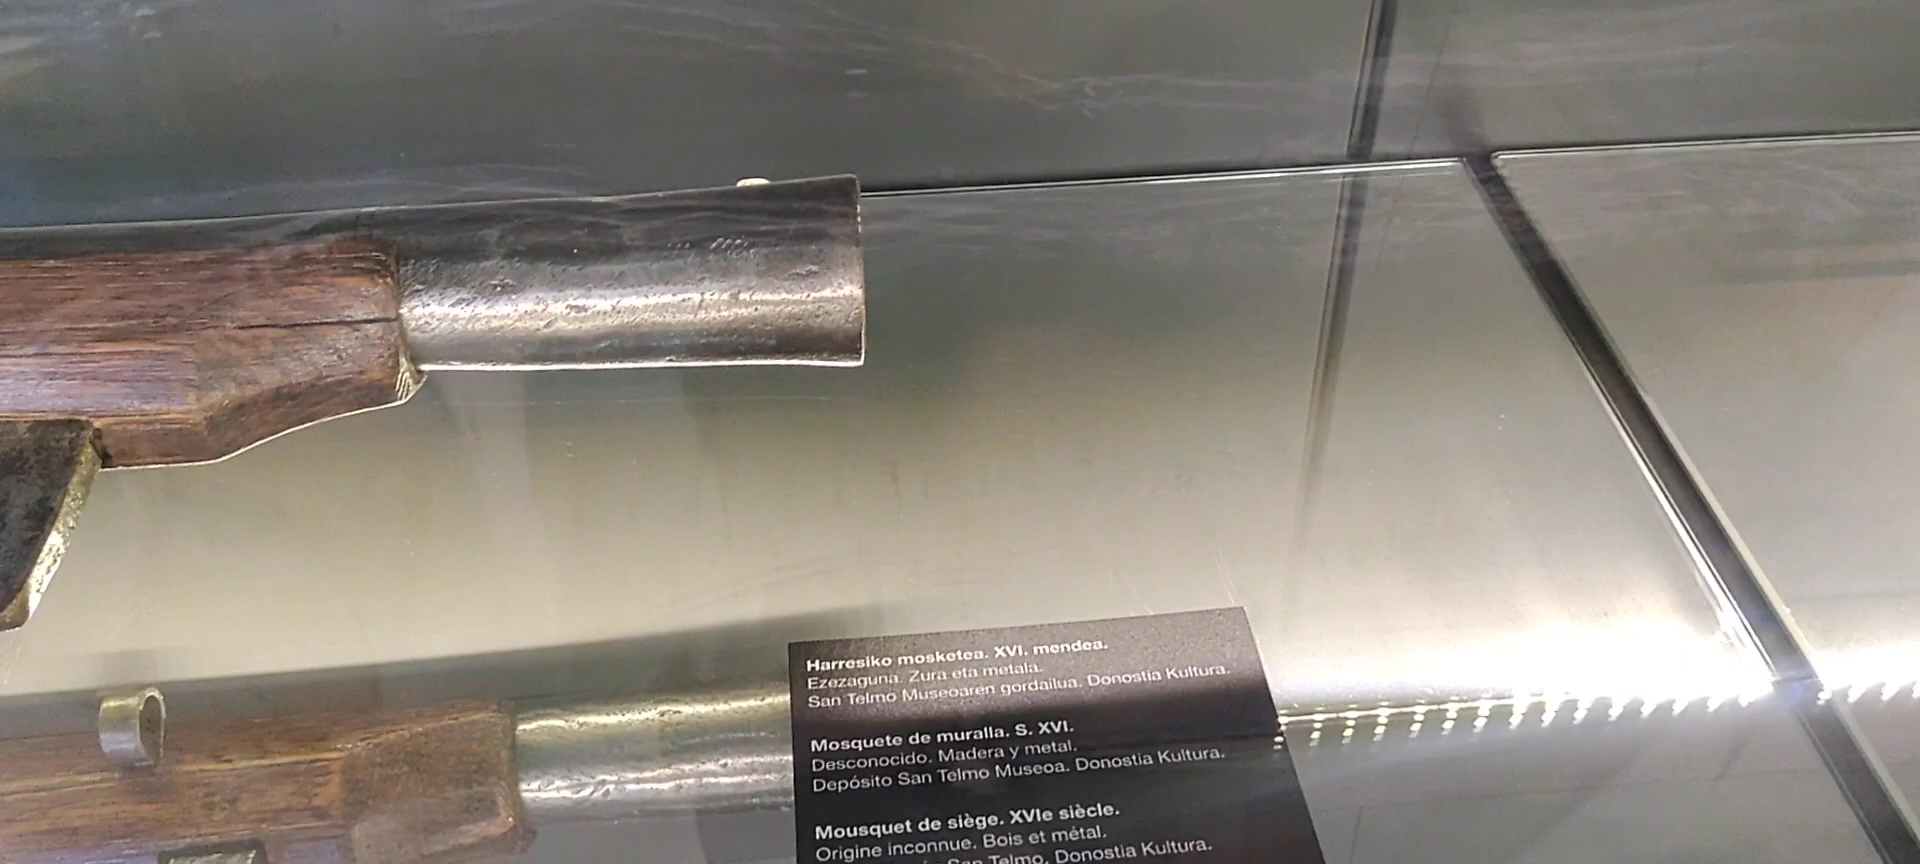 Harresiko mosketea. XVI. mendea.
Ezezaguna. Zura eta metala.
San Telmo Museoaren gordailua. Donostia Kultura.
Mosquete de muralla. S. XVI.
Desconocido. Madera y metal.
Depósito San Telmo Museoa. Donostia Kultura.
Mousquet de siège. XVIe siècle.
Origine inconnue. Bois et métal.
San Telmo. Donostia Kultura.